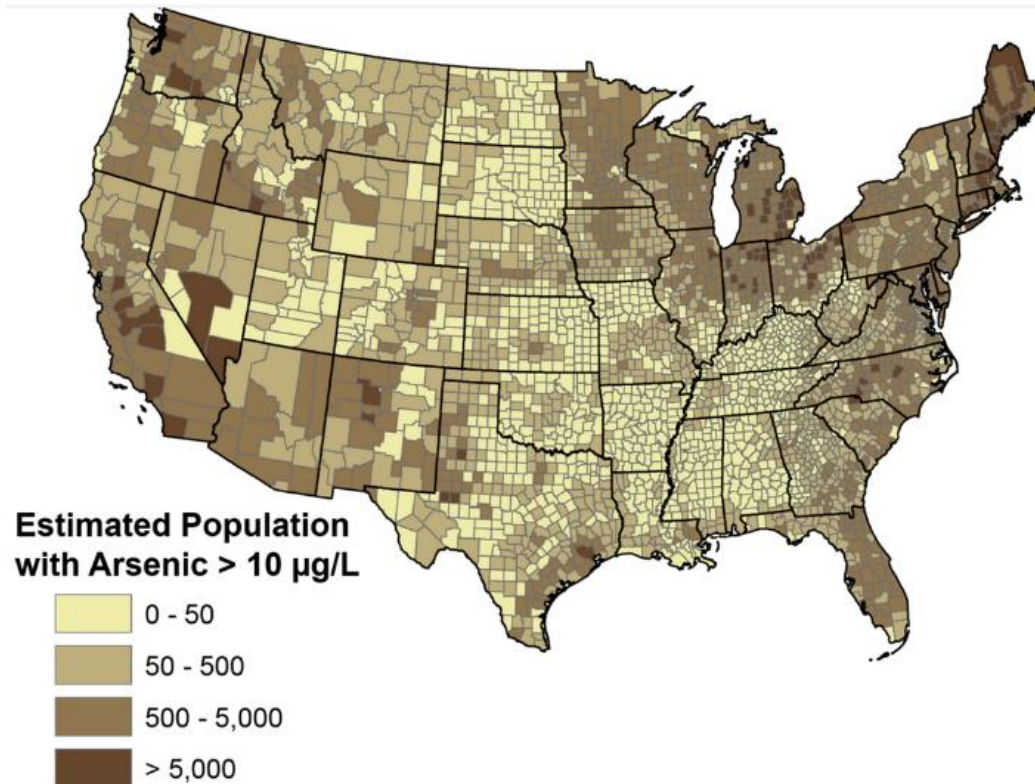 Estimated Population
with Arsenic > 10 µg/L
0 - 50
50 - 500
500 - 5,000
> 5,000